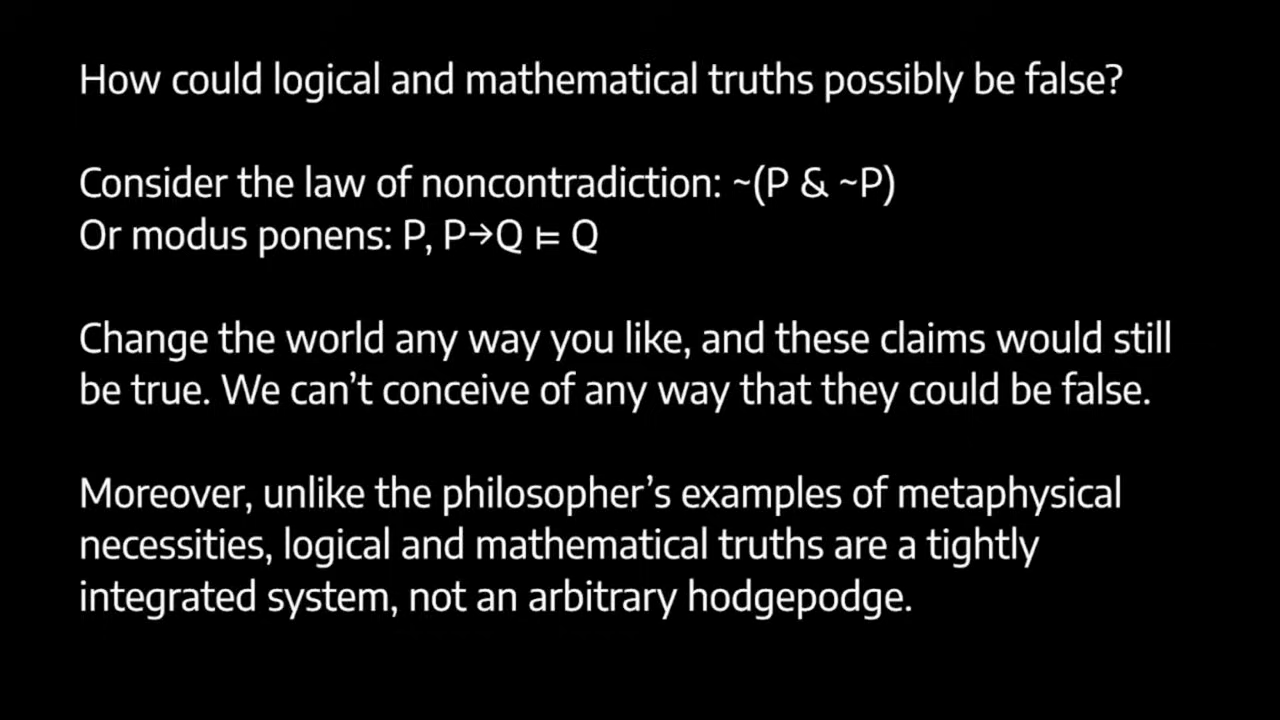 How could logical and mathematical truths possibly be false?
Consider the law of noncontradiction: ~(P & ~P)
Or modus ponens: P, P→Q ⊨ Q
Change the world any way you like, and these claims would still
be true. We can’t conceive of any way that they could be false.
Moreover, unlike the philosopher’s examples of metaphysical
necessities, logical and mathematical truths are a tightly
integrated system, not an arbitrary hodgepodge.